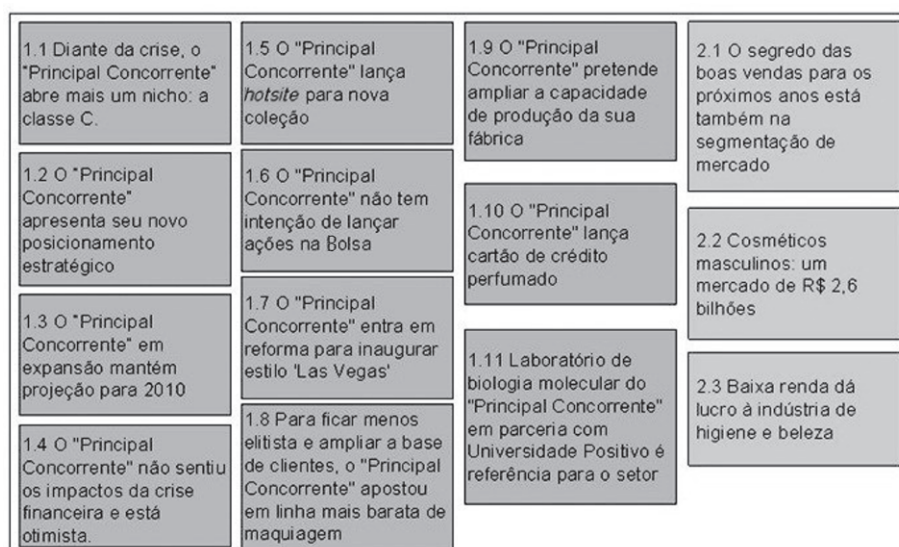 1.1 Diante da crise, o
"Principal Concorrente"
abre mais um nicho: a
classe C.
1.2 O "Principal
Concorrente"
apresenta seu novo
posicionamento
estratégico
1.3 O "Principal
Concorrente" em
expansão mantém
projeção para 2010
1.4 O "Principal
Concorrente" não sentiu
os impactos da crise
financeira e está
otimista.
1.5 O "Principal
Concorrente" lança
hotsite para nova
coleção
1.6 O "Principal
Concorrente" não tem
intenção de lançar
ações na Bolsa
1.7 O "Principal
Concorrente" entra em
reforma para inaugurar
estilo 'Las Vegas'
1.8 Para ficar menos
elitista e ampliar a base
de clientes, o "Principal
Concorrente" apostou
em linha mais barata de
maquiagem
1.9 O "Principal
Concorrente" pretende
ampliar a capacidade
de produção da sua
fábrica
1.10 O "Principal
Concorrente" lança
cartão de crédito
perfumado
1.11 Laboratório de
biologia molecular do
"Principal Concorrente"
em parceria com
Universidade Positivo é
referência para o setor
2.1 O segredo das
boas vendas para os
próximos anos está
também na
segmentação de
mercado
2.2 Cosméticos
masculinos: um
mercado de R$ 2,6
bilhões
2.3 Baixa renda dá
lucro à indústria de
higiene e beleza